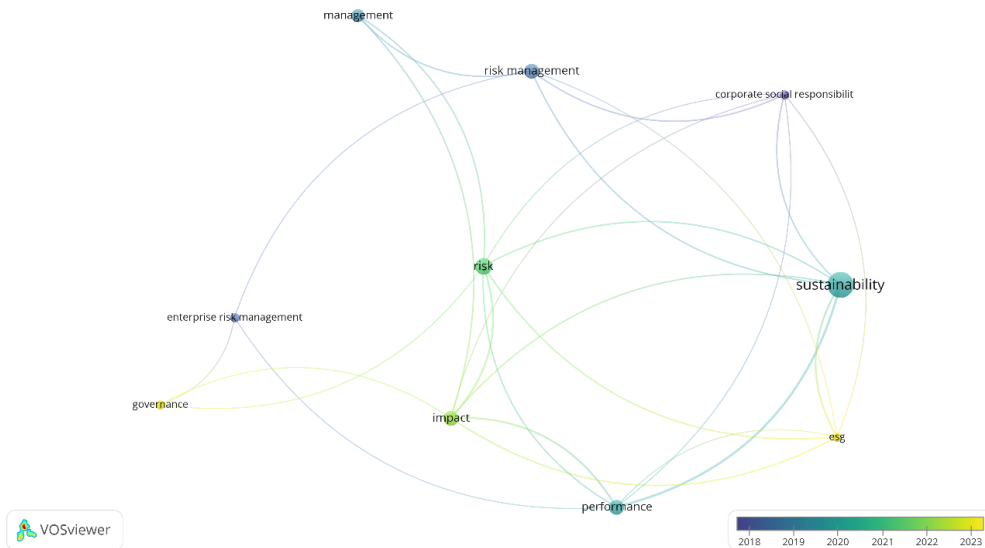 management
risk management
corporate social responsibilit
risk
sustainability
enterprise risk management
governance
impact
esg
performance
VOSviewer
2018 2019 2020 2021 2022 2023